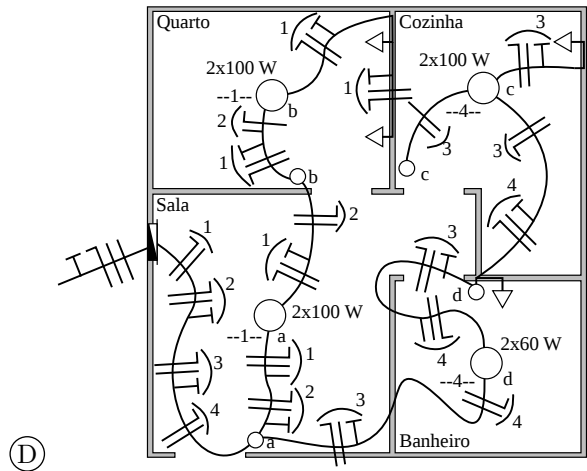 Quarto
Cozinha
1
3
2x100 W
2x100 W
--1--
b
c
--4--
2
1
3
3
1
b
c
4
Sala
2
1
1
3
2
d
2x100 W
--1--
a
4
2x60 W
1
3
--4--
d
2
3
4
4
a
Banheiro
D